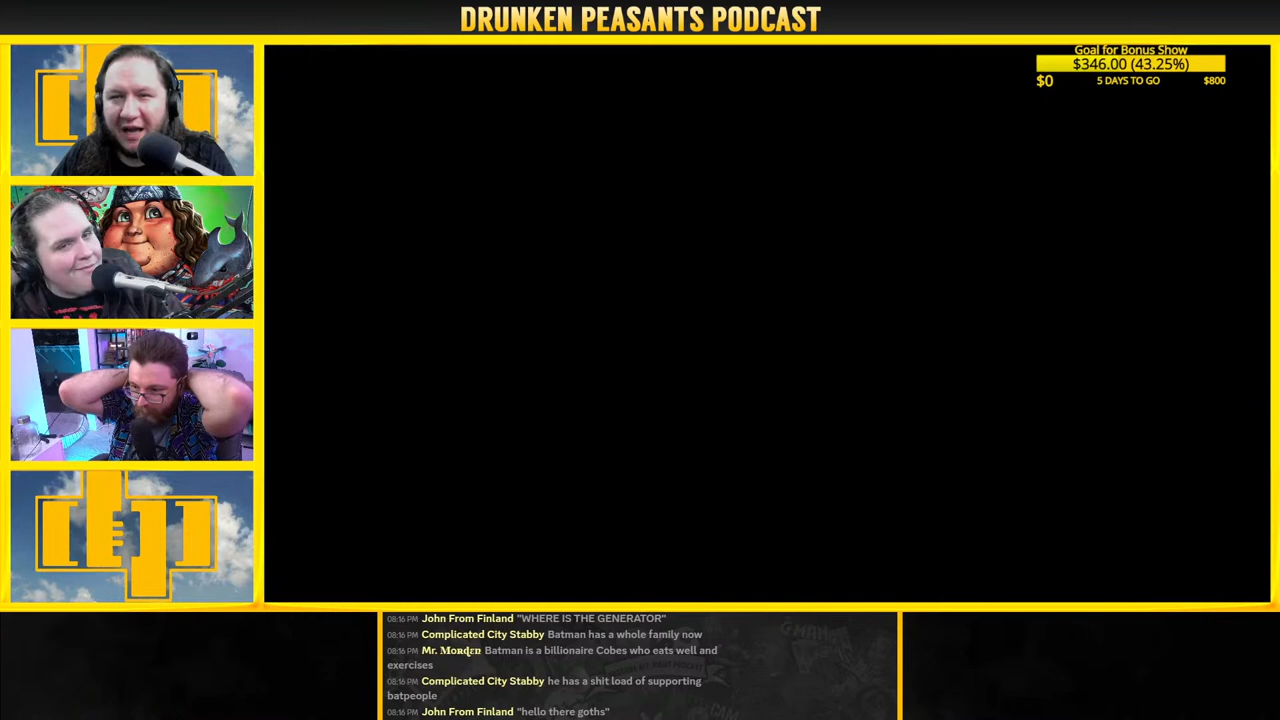 DRUNKEN PEASANTS PODCAST
Goal for Bonus Show
$346.00 (43.25%)
$0 5 DAYS TO GO $800
08:16 PM John From Finland "WHERE IS THE GENERATOR"
08:16 PM Complicated City Stabby Batman has a whole family now
08:16 PM Mr. Morden Batman is a billionaire Cobes who eats well and
exercises
08:16 PM Complicated City Stabby he has a shit load of supporting
batpeople
08:16 PM John From Finland "hello there goths"